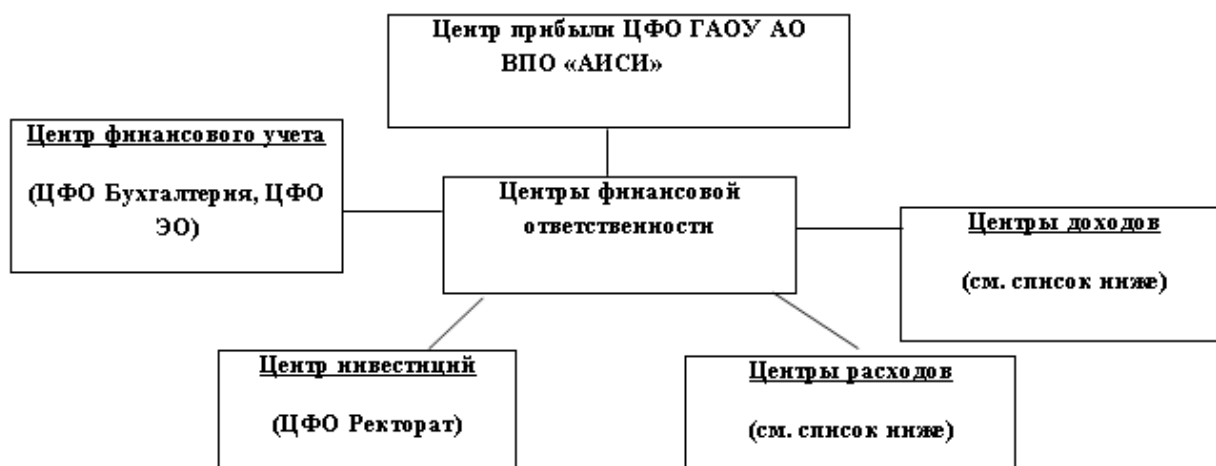 Центр прибыли ЦФО ГАОУ АО
ВПО «АИСИ»
Центр финансового учета
(ЦФО Бухгалтерия, ЦФО
ЭО)
Центры финансовой
ответственности
Центры доходов
(см. список ниже)
Центр инвестиций
(ЦФО Ректорат)
Центры расходов
(см. список ниже)